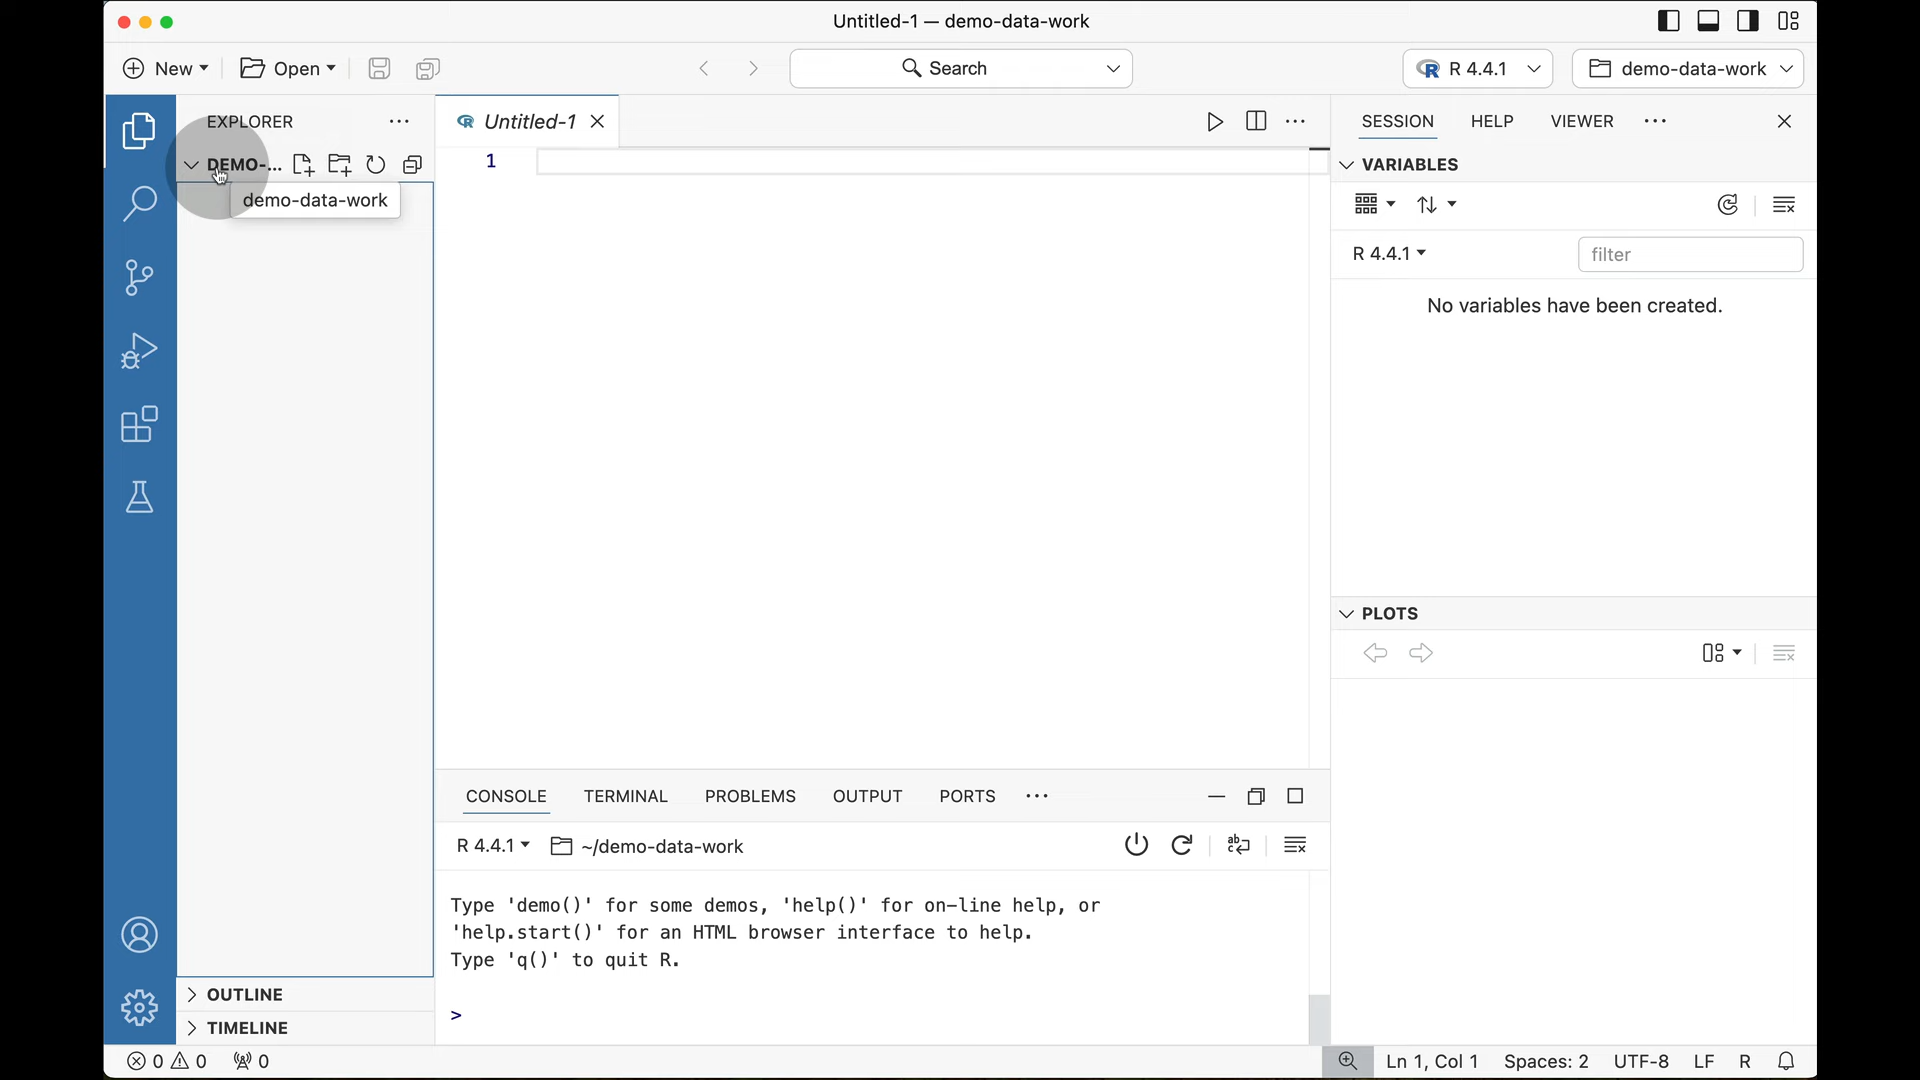 Untitled-1 — demo-data-work
New
Open
Search
R 4.4.1
demo-data-work
EXPLORER
DEMO-...
demo-data-work
Untitled-1
1
SESSION HELP VIEWER
VARIABLES
R 4.4.1
filter
No variables have been created.
PLOTS
CONSOLE TERMINAL PROBLEMS OUTPUT PORTS
R 4.4.1 ~/demo-data-work
Type 'demo()' for some demos, 'help()' for on-line help, or
'help.start()' for an HTML browser interface to help.
Type 'q()' to quit R.
>
OUTLINE
TIMELINE
0 0 0
Ln 1, Col 1 Spaces: 2 UTF-8 LF R